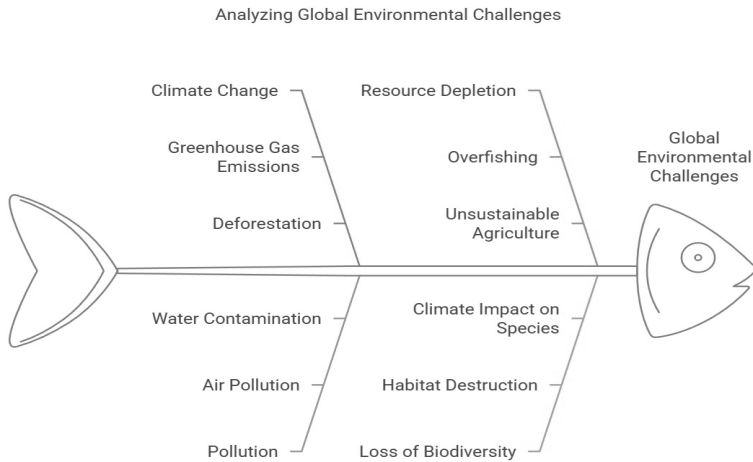 Analyzing Global Environmental Challenges
Climate Change
Greenhouse Gas
Emissions
Deforestation
Resource Depletion
Overfishing
Unsustainable
Agriculture
Global
Environmental
Challenges
Water Contamination
Air Pollution
Pollution
Climate Impact on
Species
Habitat Destruction
Loss of Biodiversity